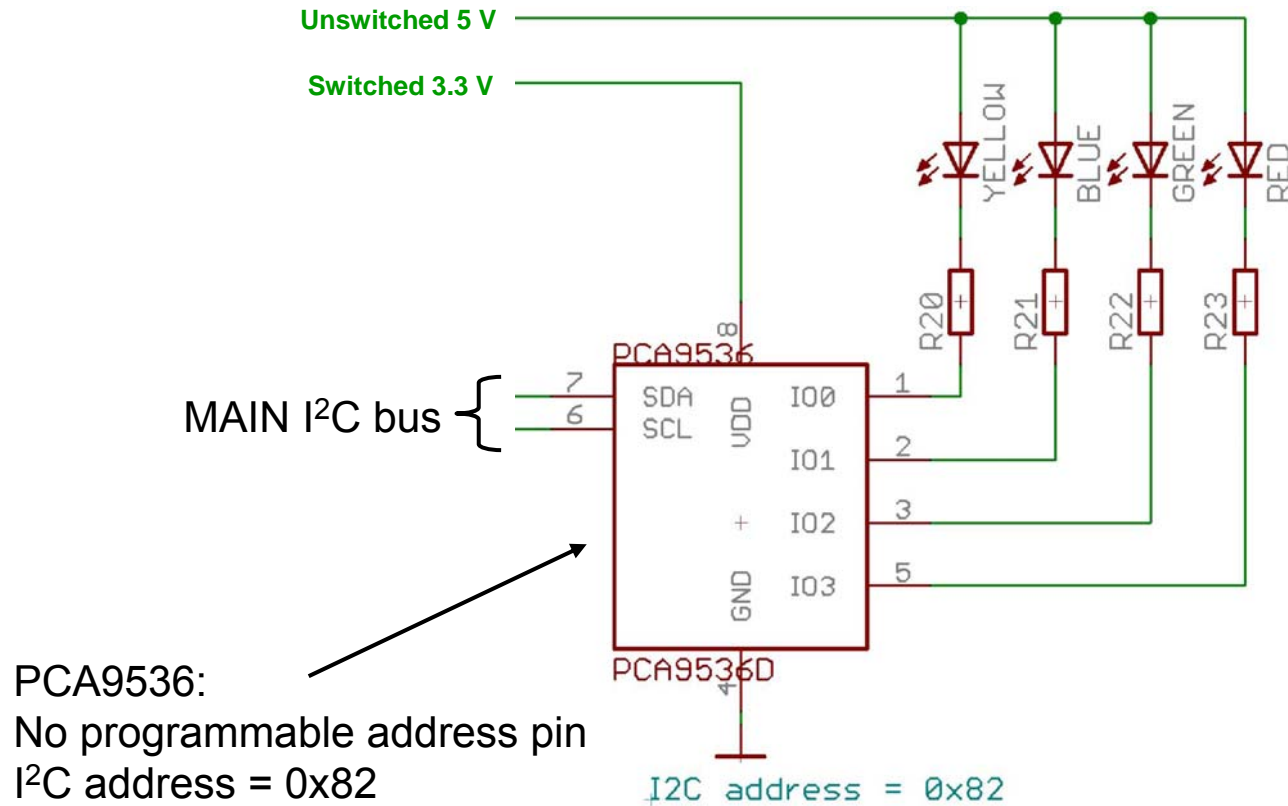 Unswitched 5 V
Switched 3.3 V
YELLOW
BLUE
GREEN
RED
R20
R21
R22
R23
8
PCA9536
MAIN I²C bus
7
SDA
VDD
IO0
1
6
SCL
IO1
2
IO2
3
GND
IO3
5
PCA9536D
4
PCA9536:
No programmable address pin
I²C address = 0x82
I2C address = 0x82